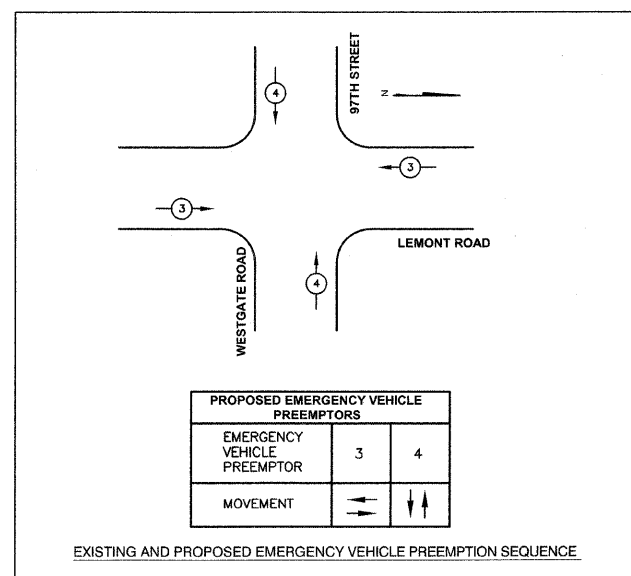 4
97TH STREET
N
3
3
LEMONT ROAD
WESTGATE ROAD
4
PROPOSED EMERGENCY VEHICLE
PREEMPTORS
EMERGENCY
VEHICLE
PREEMPTOR
3
4
MOVEMENT
EXISTING AND PROPOSED EMERGENCY VEHICLE PREEMPTION SEQUENCE